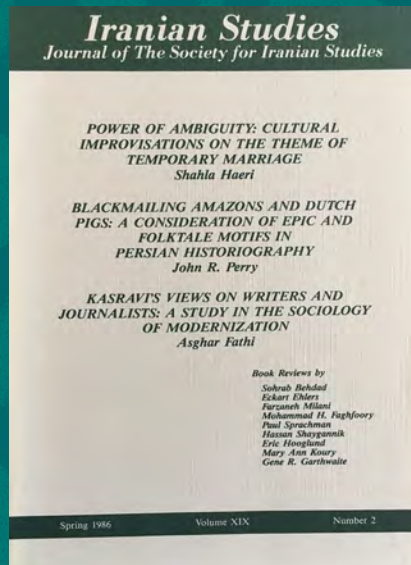 Iranian Studies
Journal of The Society for Iranian Studies
POWER OF AMBIGUITY: CULTURAL
IMPROVISATIONS ON THE THEME OF
TEMPORARY MARRIAGE
Shahla Haeri
BLACKMAILING AMAZONS AND DUTCH
PIGS: A CONSIDERATION OF EPIC AND
FOLKTALE MOTIFS IN
PERSIAN HISTORIOGRAPHY
John R. Perry
KASRAVI'S VIEWS ON WRITERS AND
JOURNALISTS: A STUDY IN THE SOCIOLOGY
OF MODERNIZATION
Asghar Fathi
Book Reviews by
Sohrab Behdad
Eckart Ehlers
Farzaneh Milani
Mohammad H. Faghfoory
Paul Sprachman
Hassan Shaygannik
Eric Hooglund
Mary Ann Koury
Gene R. Garthwaite
Spring 1986 Volume XIX Number 2